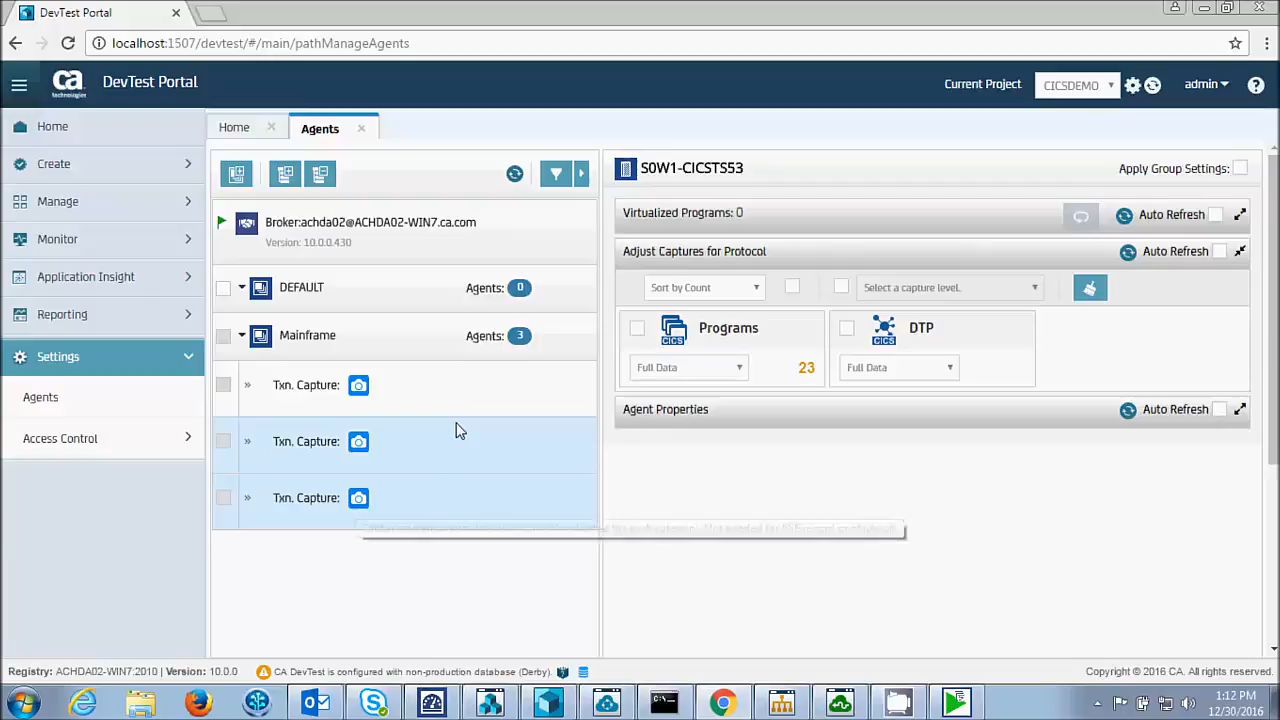 DevTest Portal
localhost:1507/devtest/#/main/pathManageAgents
ca
technologies
DevTest Portal
Current Project
CICSDEMO
admin
Home
Create
Manage
Monitor
Application Insight
Reporting
Settings
Agents
Access Control
Home
Agents
Broker:achda02@ACHDA02-WIN7.ca.com
Version: 10.0.0.430
DEFAULT
Agents: 0
Mainframe
Agents: 3
Txn. Capture:
Txn. Capture:
Txn. Capture:
S0W1-CICSTS53
Apply Group Settings:
Virtualized Programs: 0
Auto Refresh
Adjust Captures for Protocol
Auto Refresh
Sort by Count
Select a capture level.
CICS
Programs
Full Data
23
CICS
DTP
Full Data
Agent Properties
Auto Refresh
Registry: ACHDA02-WIN7:2010 | Version: 10.0.0
CA DevTest is configured with non-production database (Derby).
Copyright © 2016 CA. All rights reserved.
1:12 PM
12/30/2016